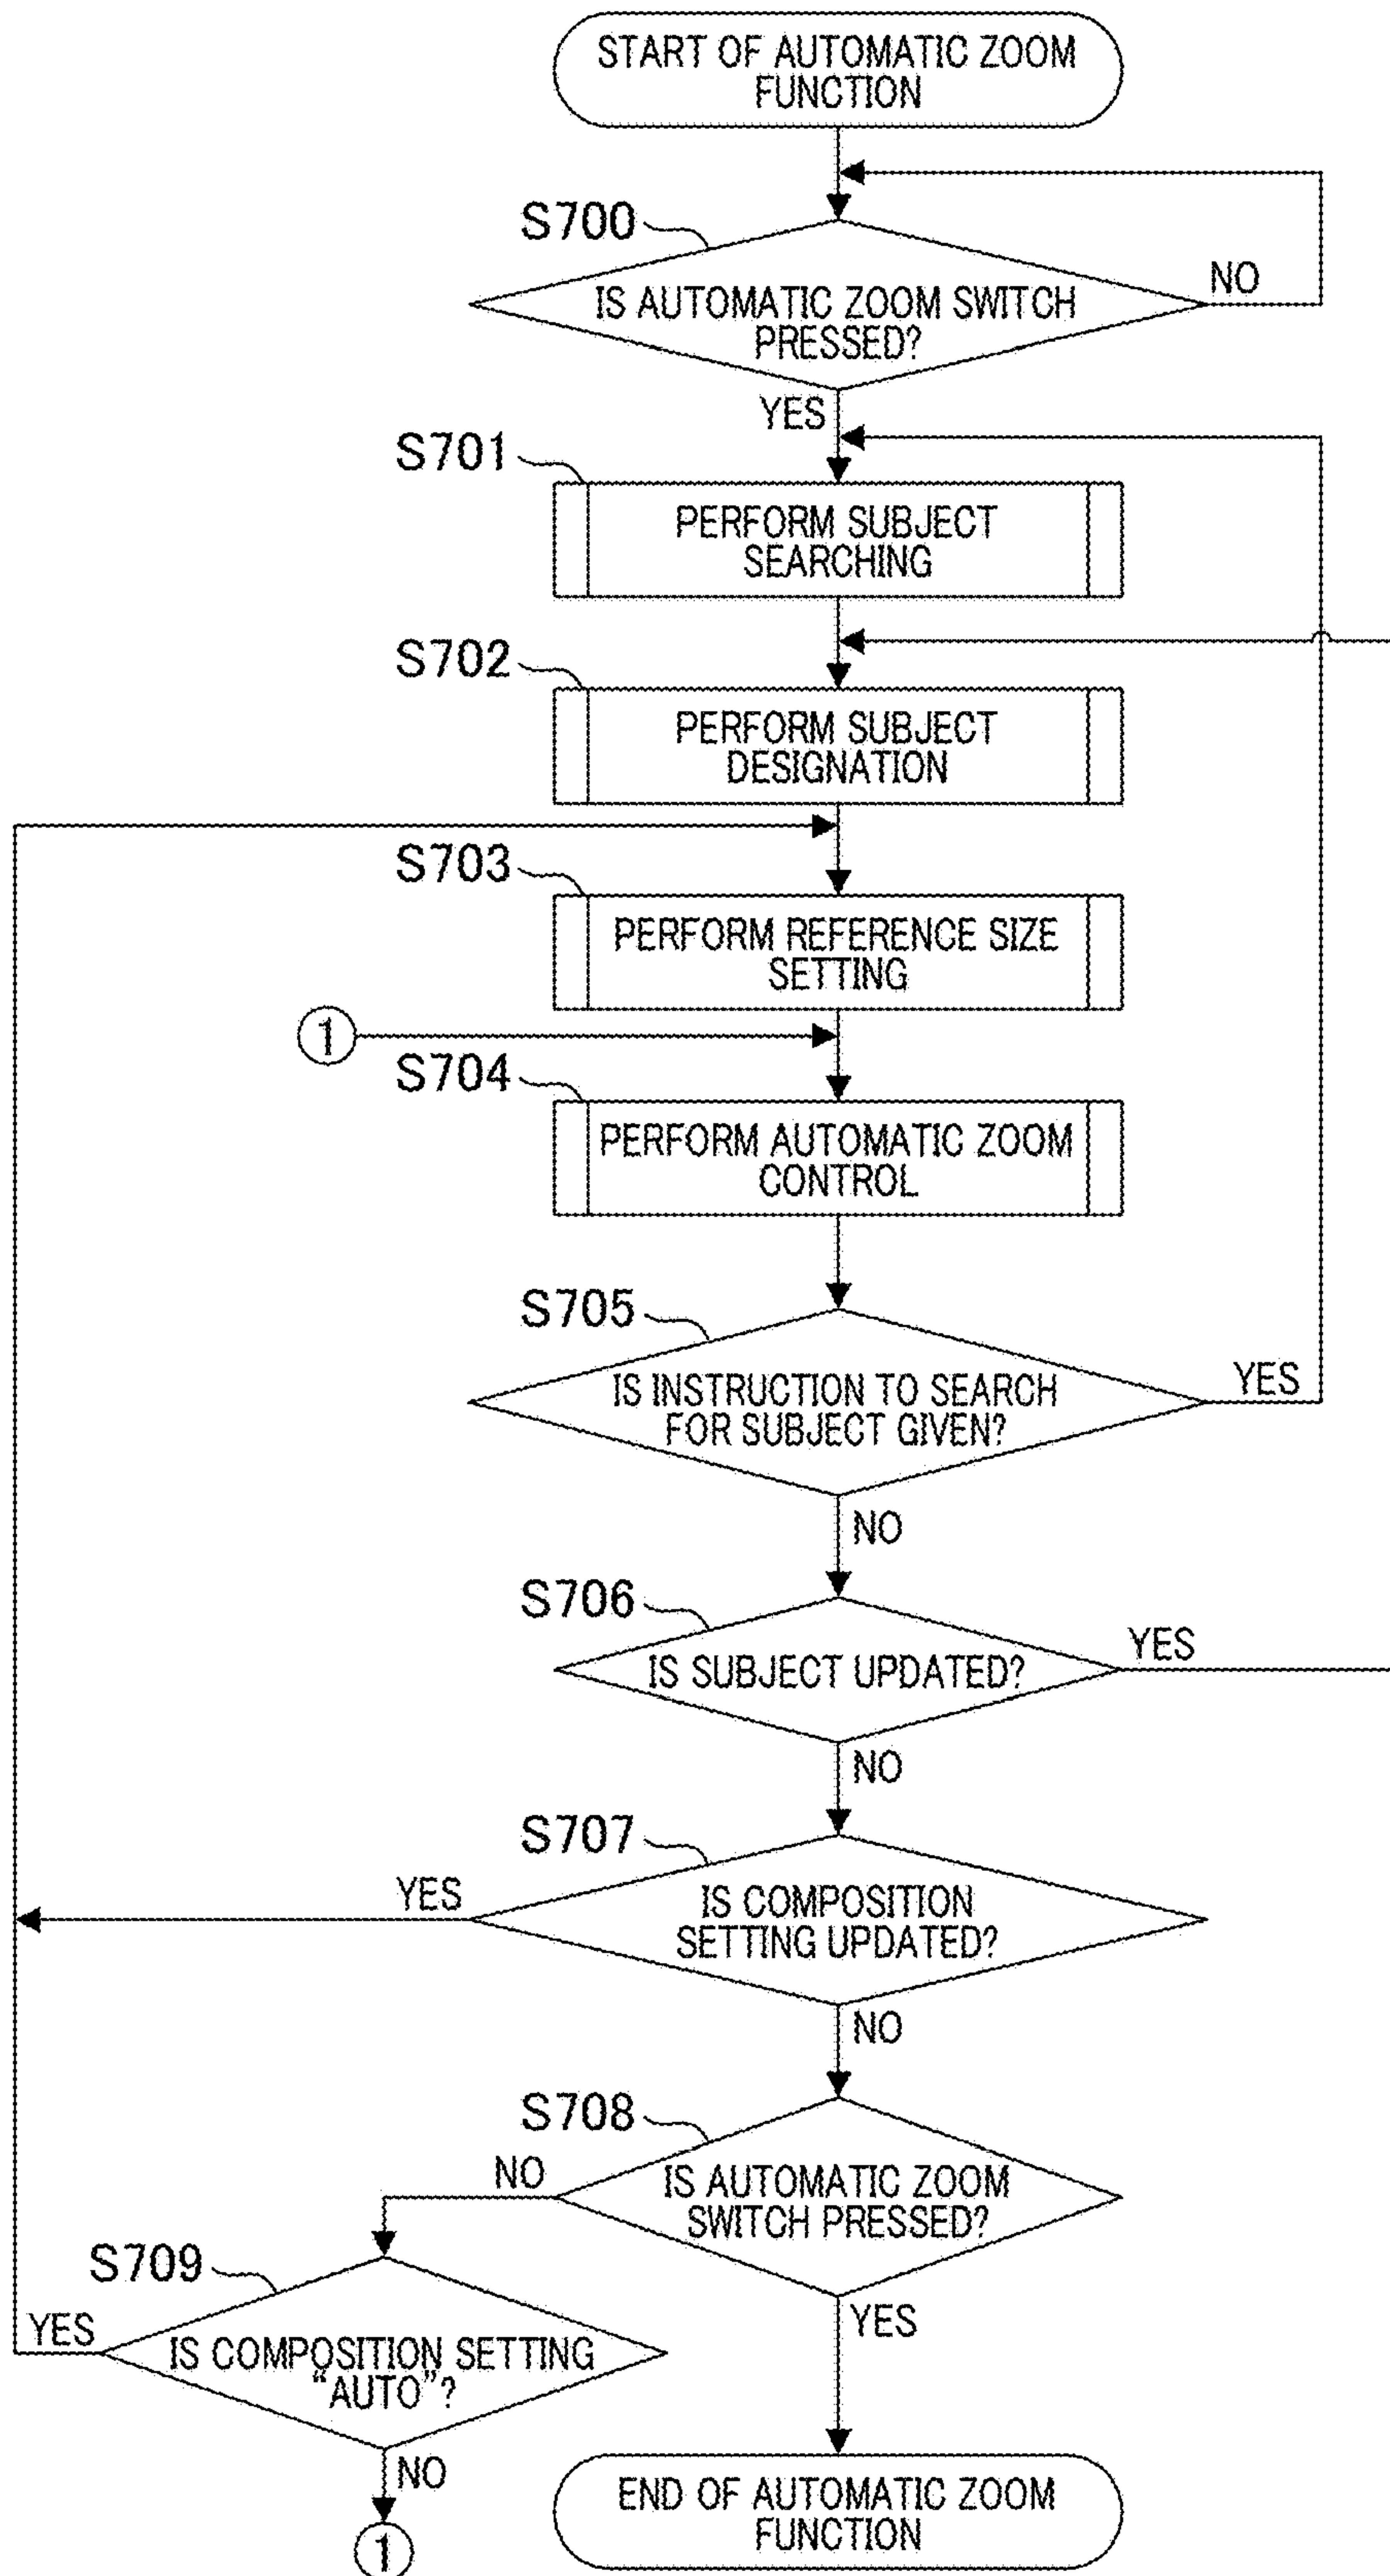 START OF AUTOMATIC ZOOM
FUNCTION
S700
IS AUTOMATIC ZOOM SWITCH
PRESSED?
NO
YES
S701
PERFORM SUBJECT
SEARCHING
S702
PERFORM SUBJECT
DESIGNATION
S703
PERFORM REFERENCE SIZE
SETTING
①
S704
PERFORM AUTOMATIC ZOOM
CONTROL
S705
IS INSTRUCTION TO SEARCH
FOR SUBJECT GIVEN?
YES
NO
S706
IS SUBJECT UPDATED?
YES
NO
S707
YES
IS COMPOSITION
SETTING UPDATED?
NO
S708
NO
IS AUTOMATIC ZOOM
SWITCH PRESSED?
YES
S709
YES
IS COMPOSITION SETTING
“AUTO”?
NO
①
END OF AUTOMATIC ZOOM
FUNCTION